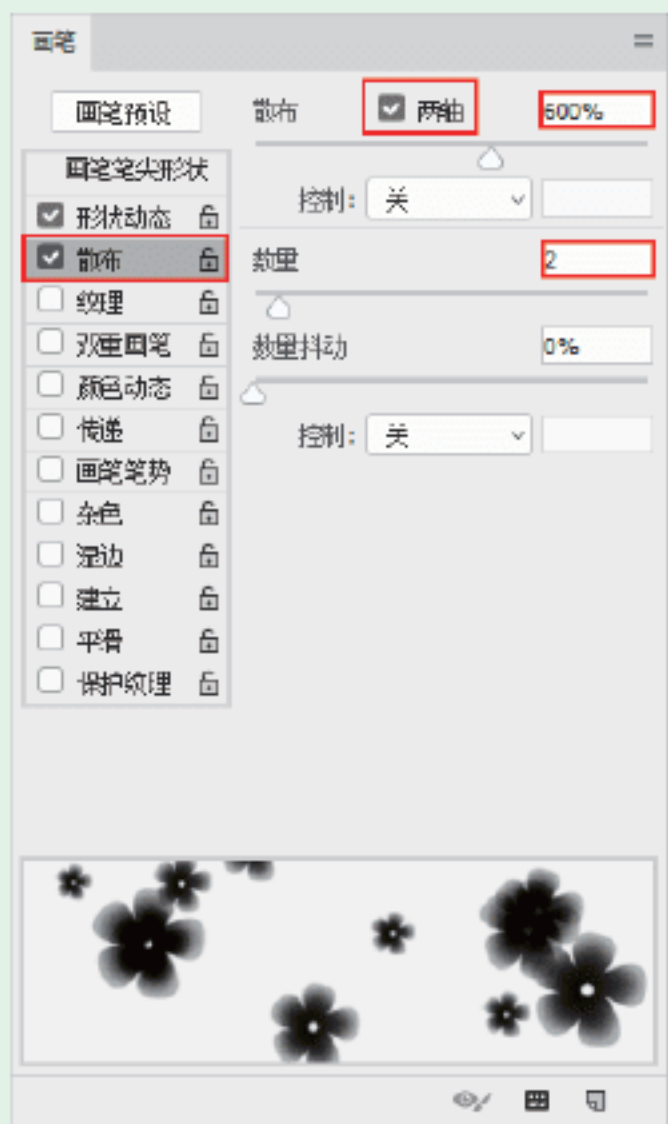 画笔
画笔预设
画笔笔尖形状
形状动态
散布
纹理
双重画笔
颜色动态
传递
画笔笔势
杂色
湿边
建立
平滑
保护纹理
散布 两轴 600%
控制: 关
数量 2
数量抖动 0%
控制: 关